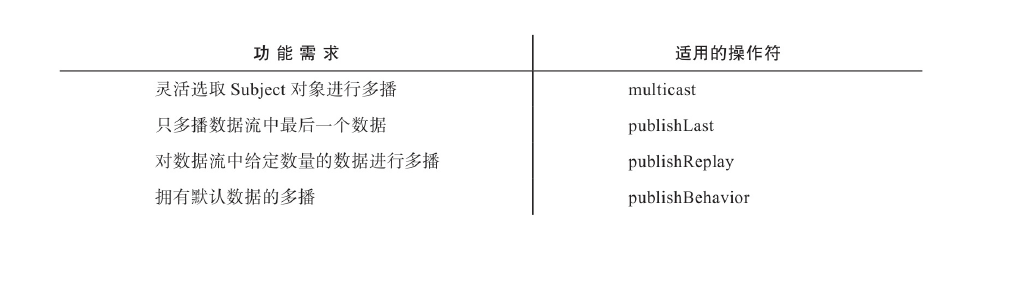 功能需求 适用的操作符
灵活选取 Subject 对象进行多播 multicast
只多播数据流中最后一个数据 publishLast
对数据流中给定数量的数据进行多播 publishReplay
拥有默认数据的多播 publishBehavior